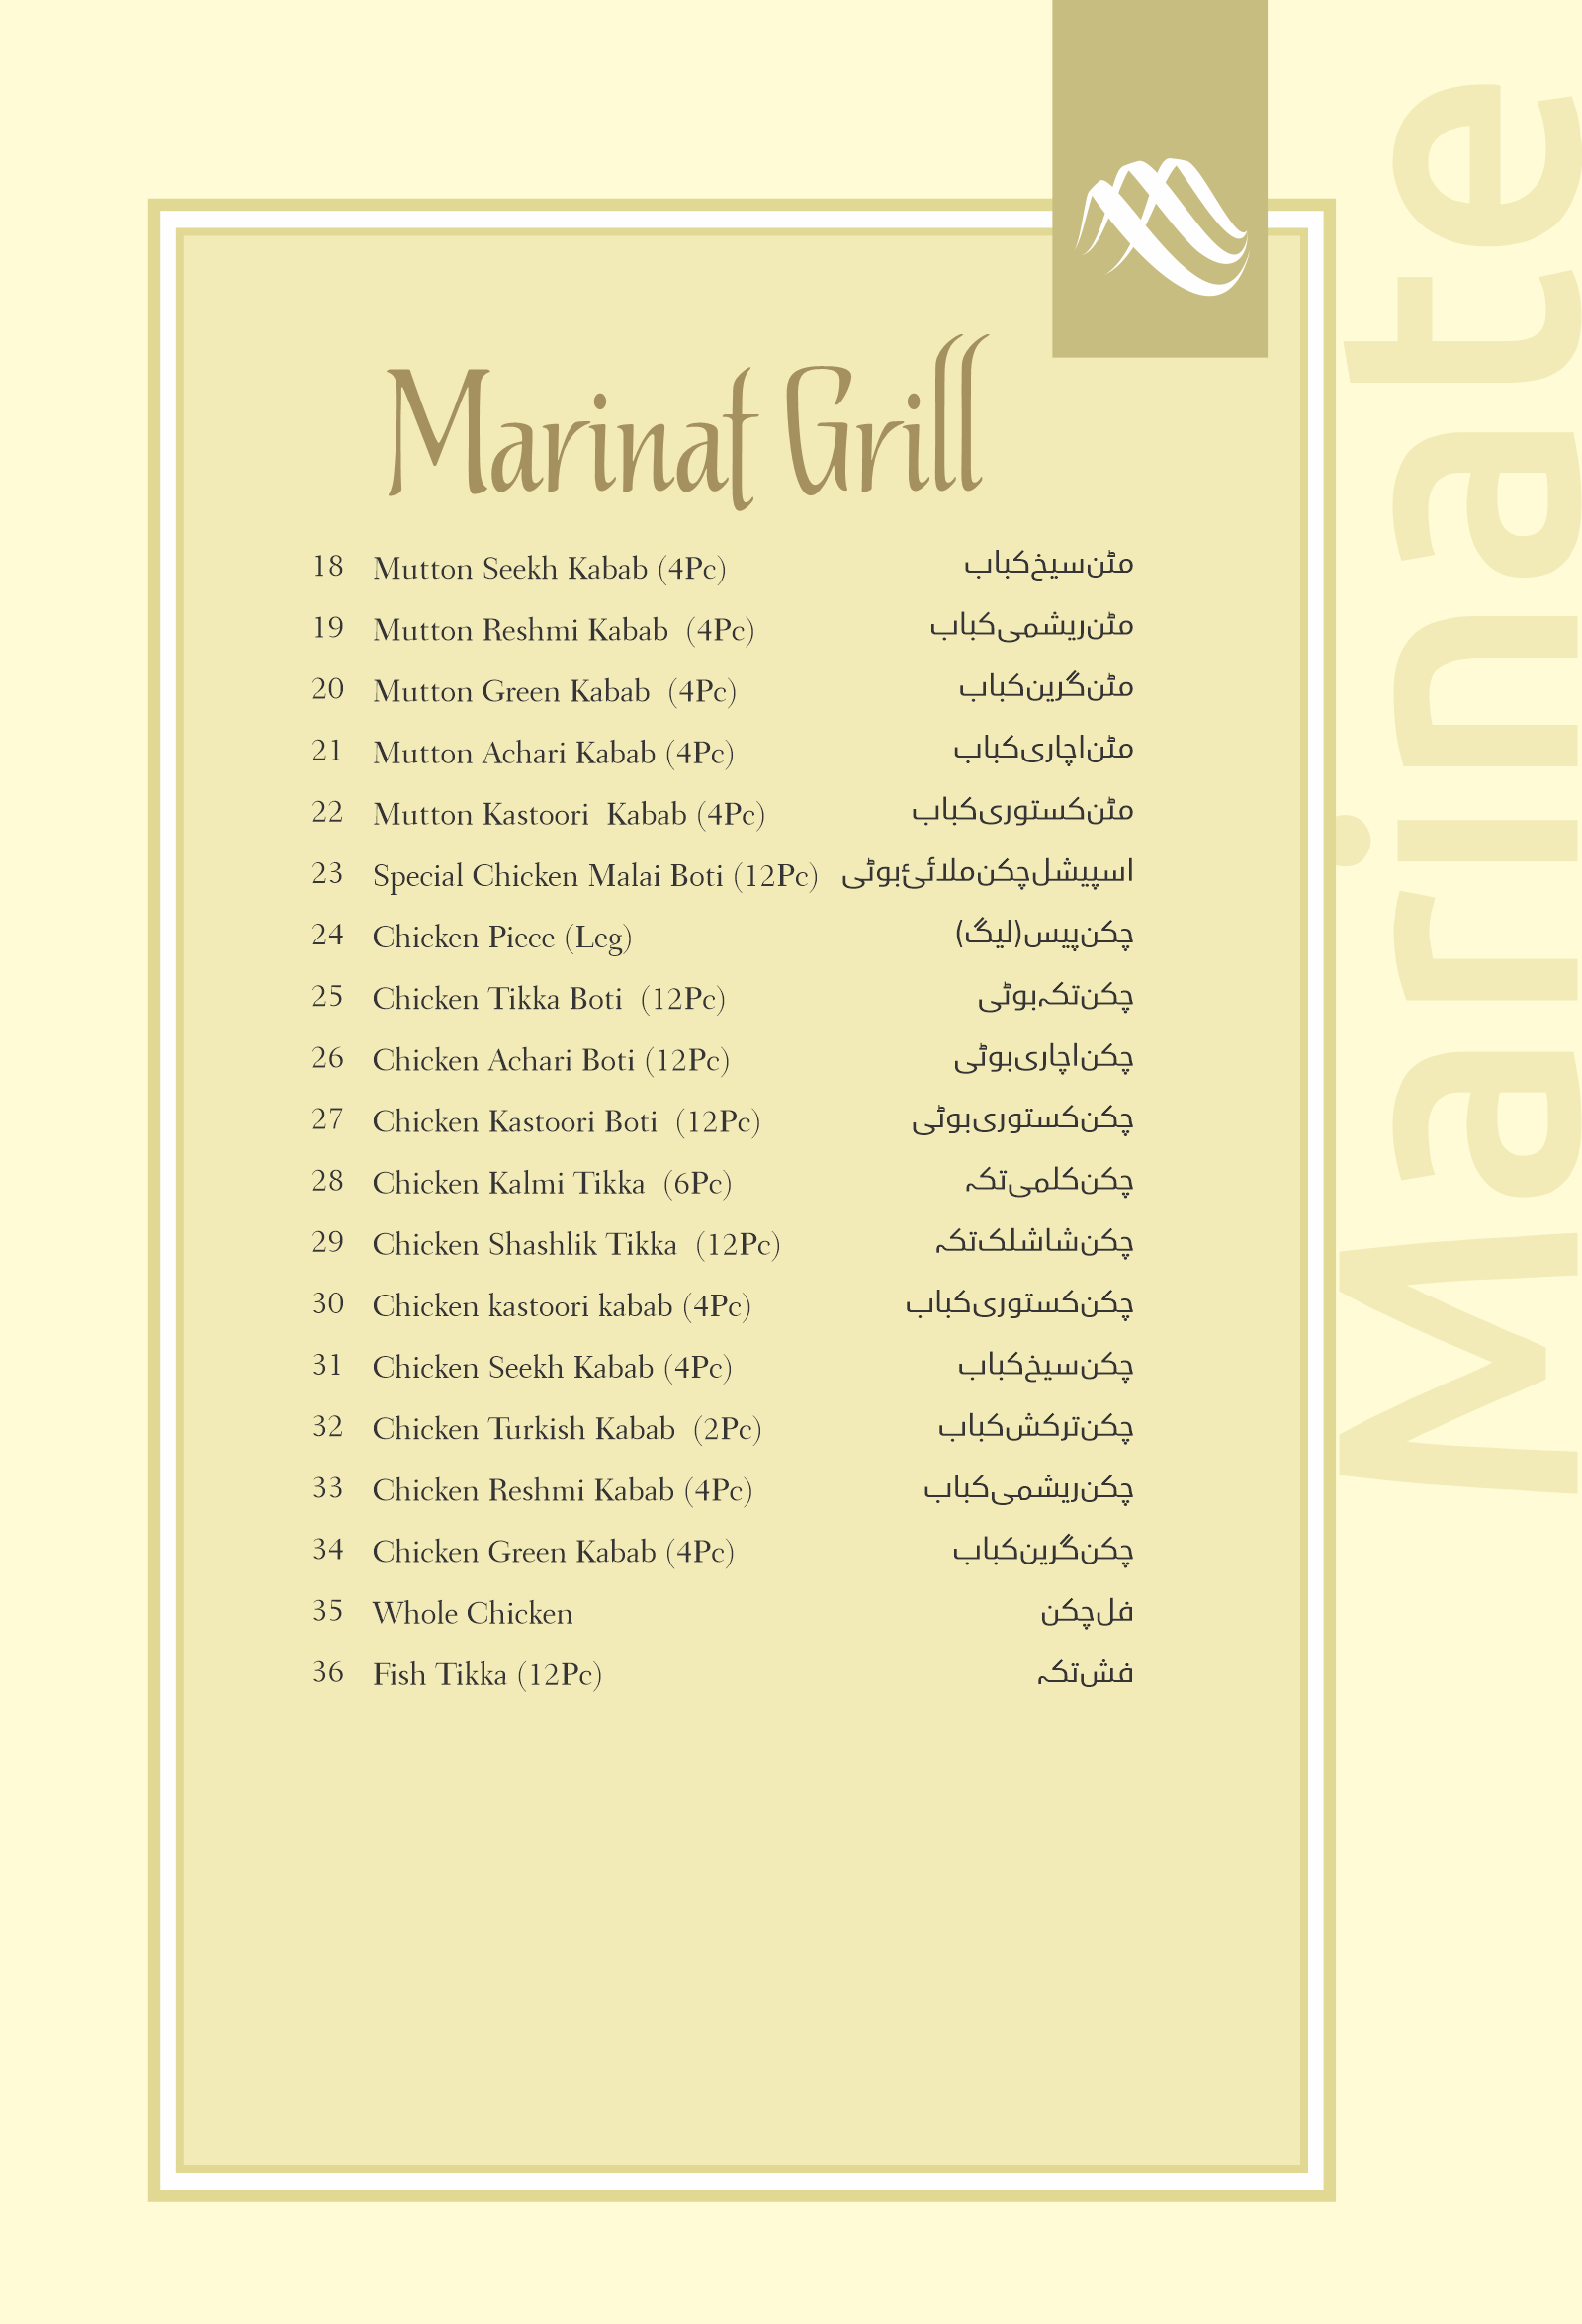 Marinate
Marinat Grill
18 Mutton Seekh Kabab (4Pc) مٹن سیخ کباب
19 Mutton Reshmi Kabab (4Pc) مٹن ریشمی کباب
20 Mutton Green Kabab (4Pc) مٹن گرین کباب
21 Mutton Achari Kabab (4Pc) مٹن اچاری کباب
22 Mutton Kastoori Kabab (4Pc) مٹن کستوری کباب
23 Special Chicken Malai Boti (12Pc) اسپیشل چکن ملائئ بوٹی
24 Chicken Piece (Leg) چکن پیس (لیگ)
25 Chicken Tikka Boti (12Pc) چکن تکہ بوٹی
26 Chicken Achari Boti (12Pc) چکن اچاری بوٹی
27 Chicken Kastoori Boti (12Pc) چکن کستوری بوٹی
28 Chicken Kalmi Tikka (6Pc) چکن کلمی تکہ
29 Chicken Shashlik Tikka (12Pc) چکن شاشلک تکہ
30 Chicken kastoori kabab (4Pc) چکن کستوری کباب
31 Chicken Seekh Kabab (4Pc) چکن سیخ کباب
32 Chicken Turkish Kabab (2Pc) چکن ترکش کباب
33 Chicken Reshmi Kabab (4Pc) چکن ریشمی کباب
34 Chicken Green Kabab (4Pc) چکن گرین کباب
35 Whole Chicken فل چکن
36 Fish Tikka (12Pc) فش تکہ